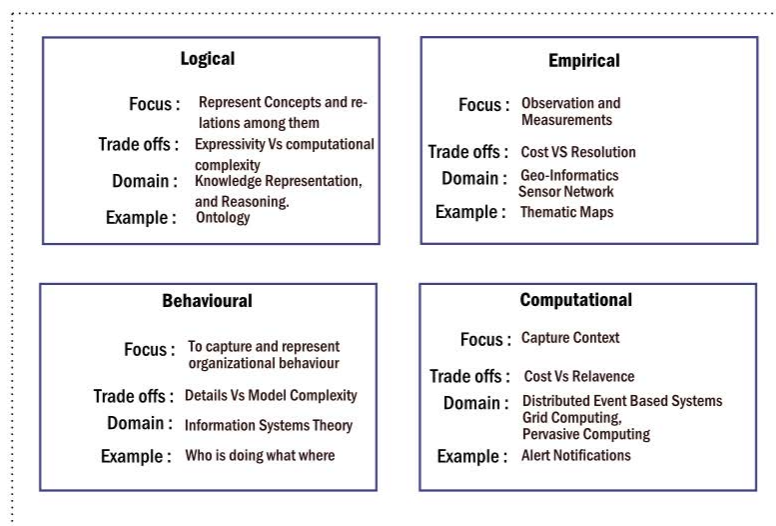 Logical
Focus : Represent Concepts and re-
lations among them
Trade offs : Expressivity Vs computational
complexity
Domain : Knowledge Representation,
and Reasoning.
Example : Ontology
Empirical
Focus : Observation and
Measurements
Trade offs : Cost VS Resolution
Domain : Geo-Informatics
Sensor Network
Example : Thematic Maps
Behavioural
Focus : To capture and represent
organizational behaviour
Trade offs : Details Vs Model Complexity
Domain : Information Systems Theory
Example : Who is doing what where
Computational
Focus : Capture Context
Trade offs : Cost Vs Relavence
Domain : Distributed Event Based Systems
Grid Computing,
Pervasive Computing
Example : Alert Notifications